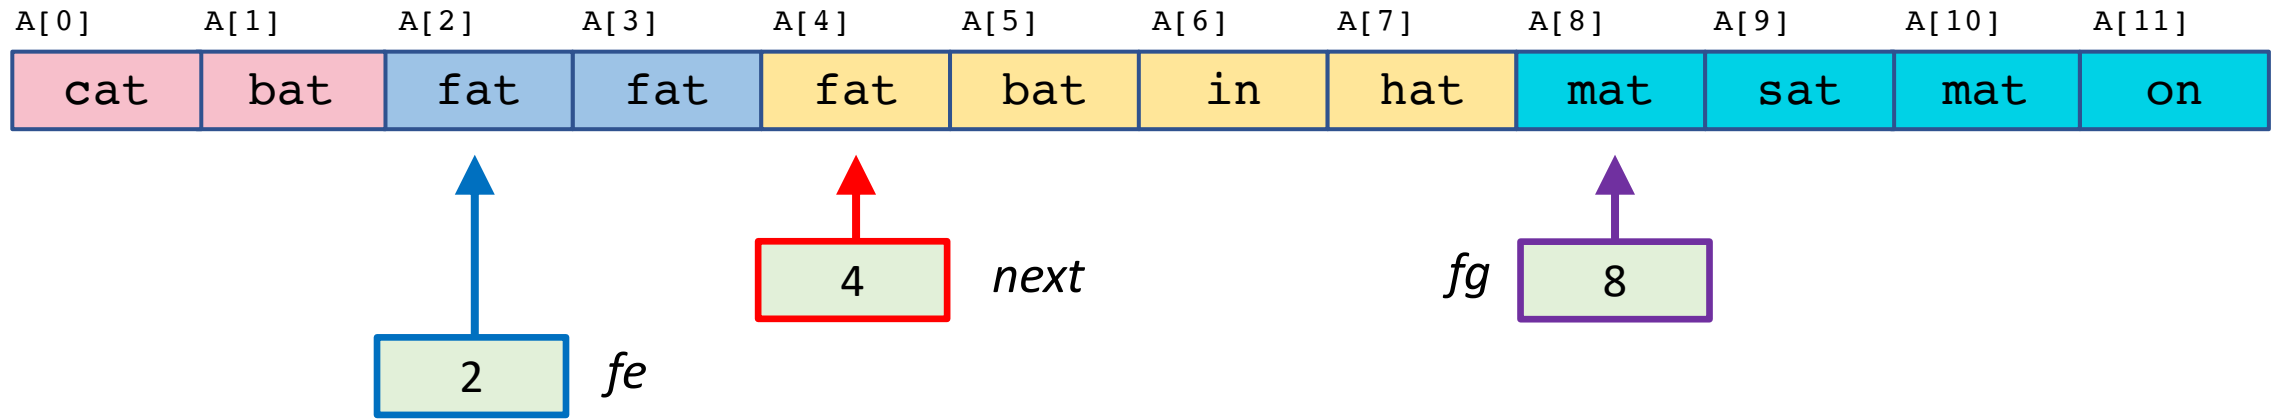 A[0] A[1] A[2] A[3] A[4] A[5] A[6] A[7] A[8] A[9] A[10] A[11]
cat bat fat fat fat bat in hat mat sat mat on
4 next fg 8
2 fe